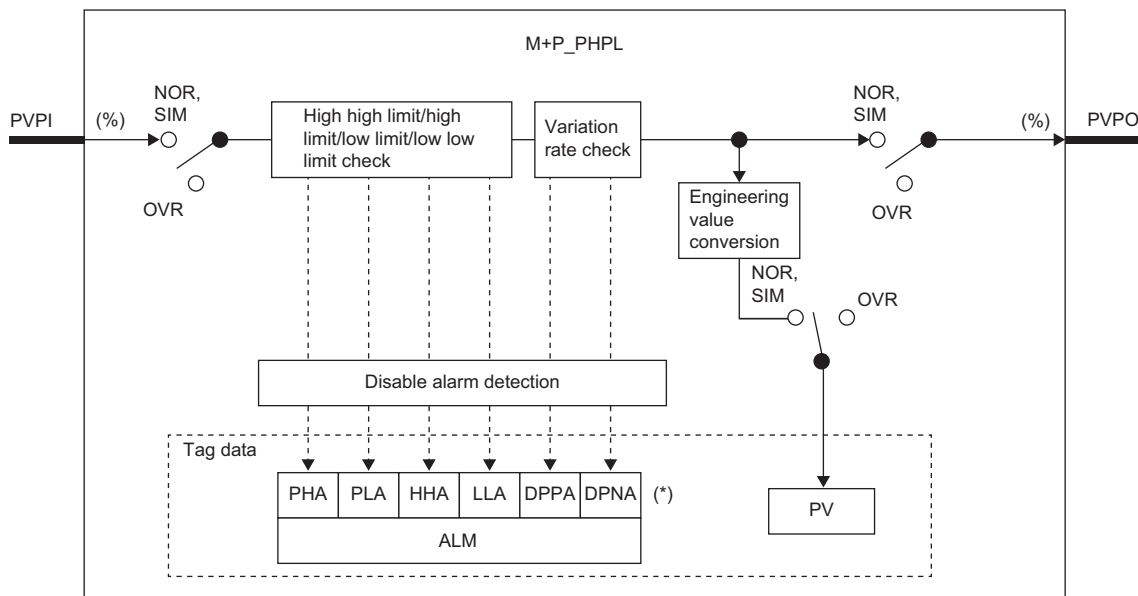 M+P_PHPL
PVPI
(%)
NOR,
SIM
OVR
High high limit/high
limit/low limit/low low
limit check
Variation
rate check
NOR,
SIM
OVR
(%)
PVPO
Engineering
value
conversion
NOR,
SIM
OVR
Disable alarm detection
Tag data
PHA PLA HHA LLA DPPA DPNA (*)
ALM
PV